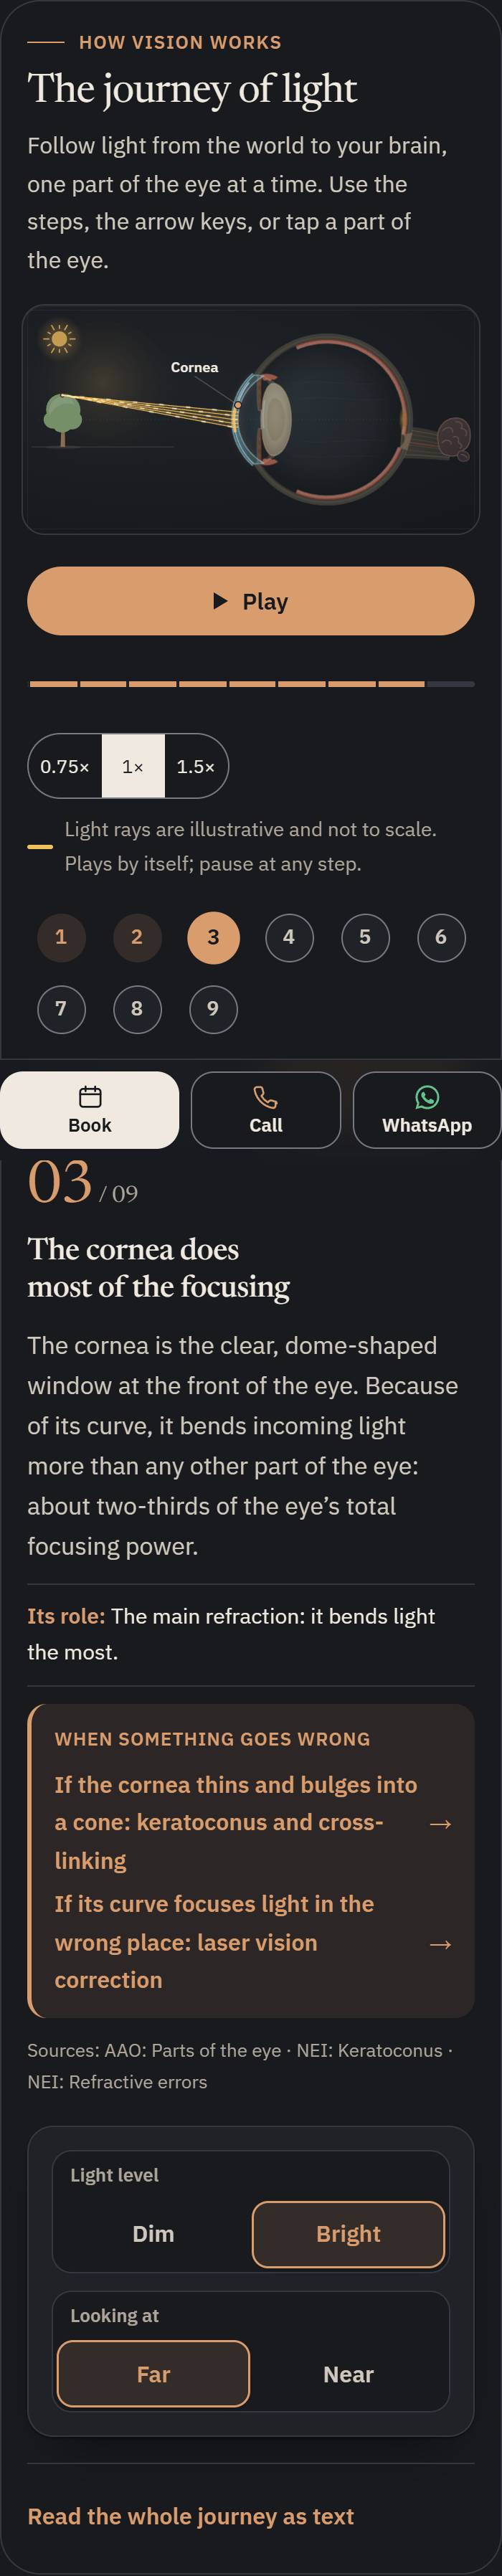 HOW VISION WORKS
The journey of light
Follow light from the world to your brain,
one part of the eye at a time. Use the
steps, the arrow keys, or tap a part of
the eye.
Cornea
Play
0.75× 1× 1.5×
Light rays are illustrative and not to scale.
Plays by itself; pause at any step.
1 2 3 4 5 6
7 8 9
Book Call WhatsApp
03 / 09
The cornea does
most of the focusing
The cornea is the clear, dome-shaped
window at the front of the eye. Because
of its curve, it bends incoming light
more than any other part of the eye:
about two-thirds of the eye’s total
focusing power.
Its role: The main refraction: it bends light
the most.
WHEN SOMETHING GOES WRONG
If the cornea thins and bulges into
a cone: keratoconus and cross- →
linking
If its curve focuses light in the
wrong place: laser vision →
correction
Sources: AAO: Parts of the eye · NEI: Keratoconus ·
NEI: Refractive errors
Light level
Dim Bright
Looking at
Far Near
Read the whole journey as text